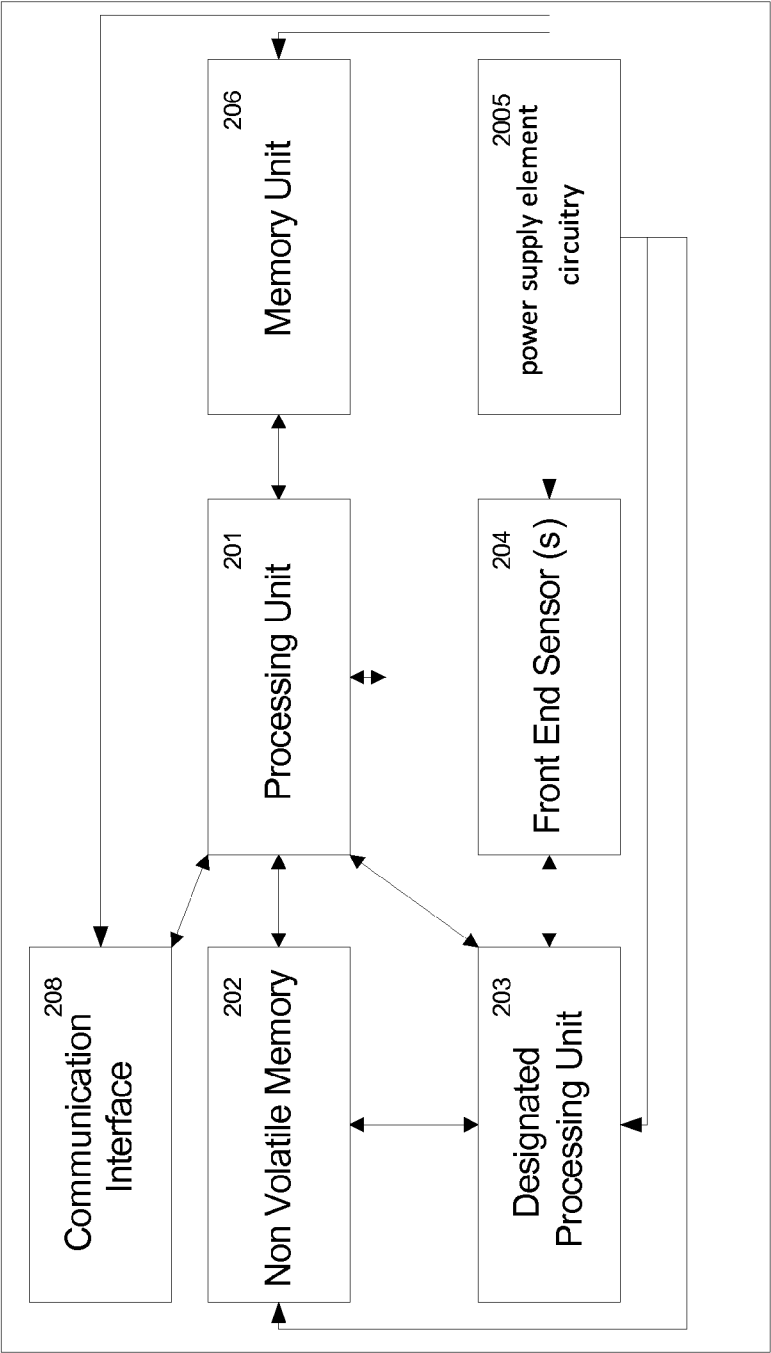 208
Communication
Interface
202
Non Volatile Memory
203
Designated
Processing Unit
201
Processing Unit
204
Front End Sensor (s)
206
Memory Unit
2005
power supply element
circuitry